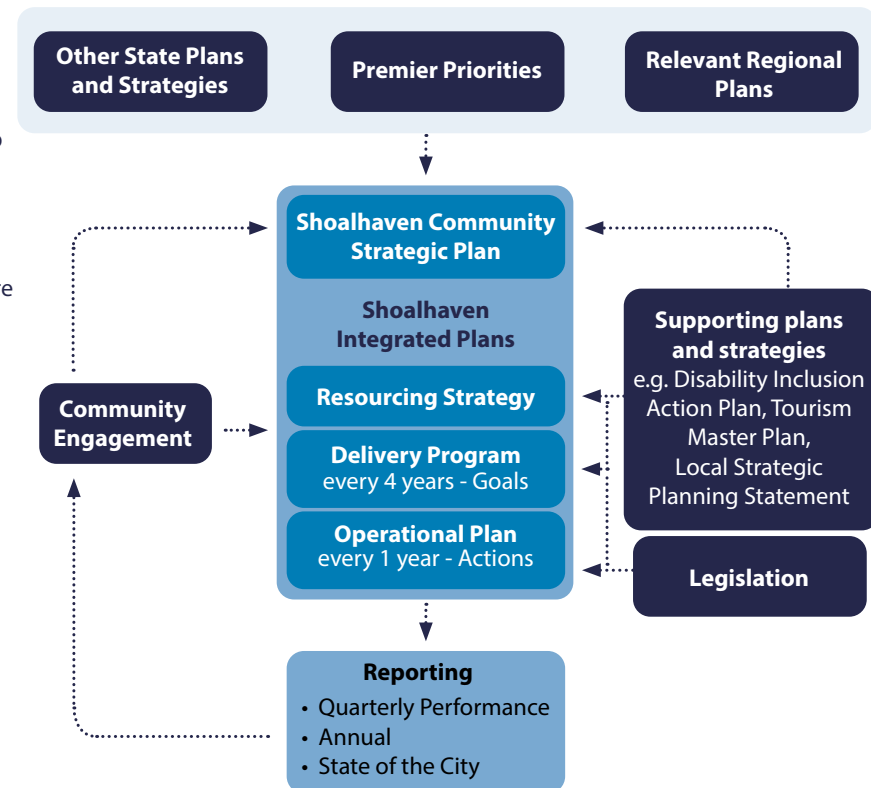 Other State Plans
and Strategies
Premier Priorities
Relevant Regional
Plans
Shoalhaven Community
Strategic Plan
Shoalhaven
Integrated Plans
Resourcing Strategy
Delivery Program
every 4 years - Goals
Operational Plan
every 1 year - Actions
Community
Engagement
Supporting plans
and strategies
e.g. Disability Inclusion
Action Plan, Tourism
Master Plan,
Local Strategic
Planning Statement
Legislation
Reporting
• Quarterly Performance
• Annual
• State of the City